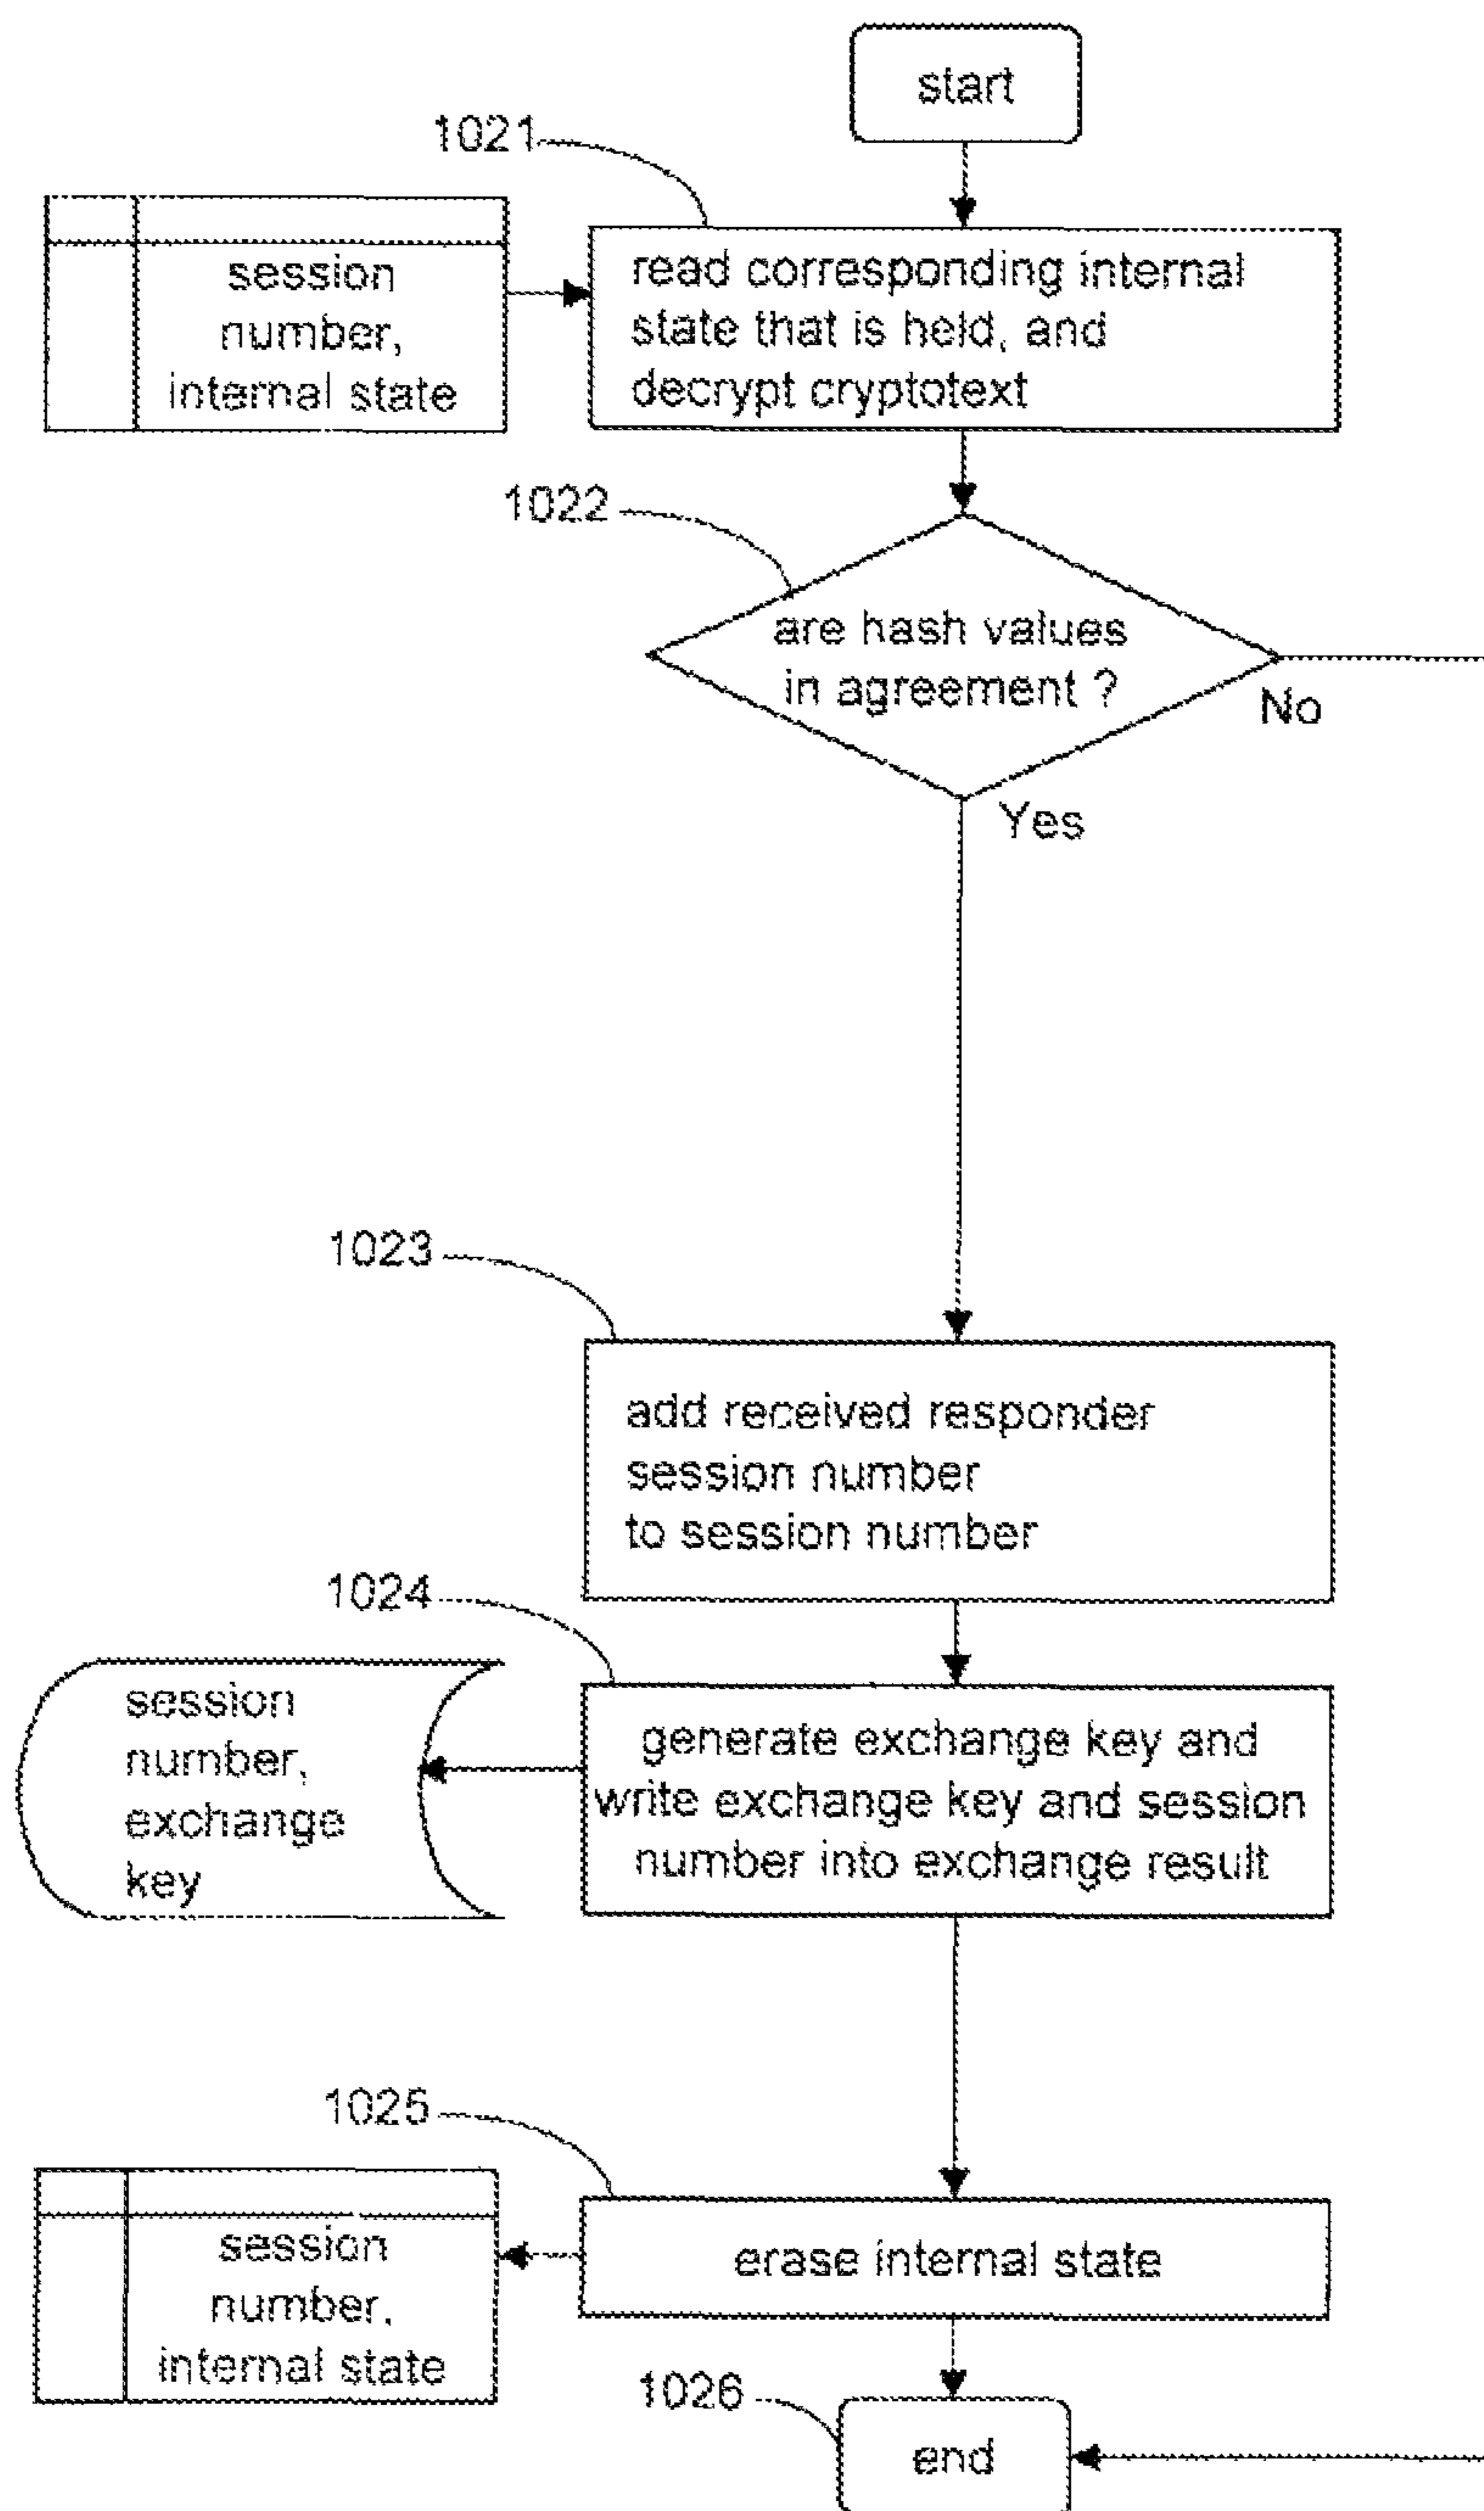 start
1021
session
number,
internal state
read corresponding internal
state that is held, and
decrypt cryptotext
1022
are hash values
in agreement ?
No
Yes
1023
add received responder
session number
to session number
1024
session
number,
exchange
key
generate exchange key and
write exchange key and session
number into exchange result
1025
session
number,
internal state
erase internal state
1026
end